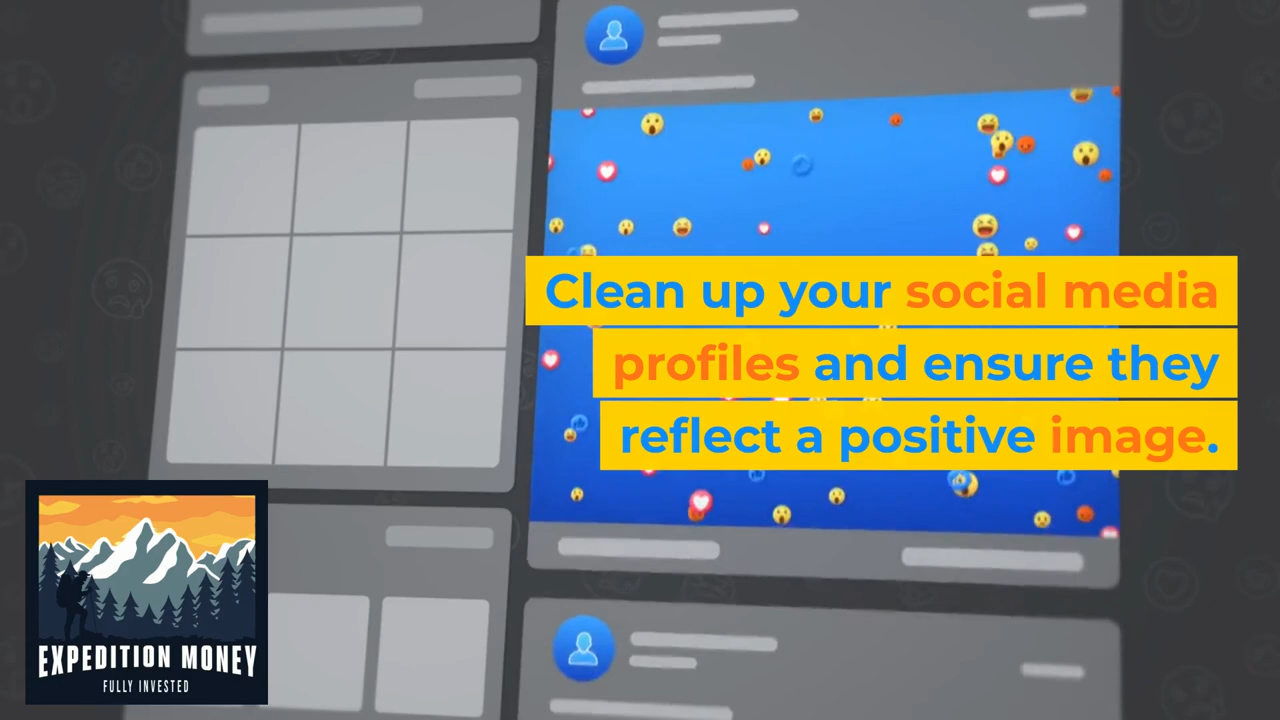 Clean up your social media
profiles and ensure they
reflect a positive image.
EXPEDITION MONEY
FULLY INVESTED